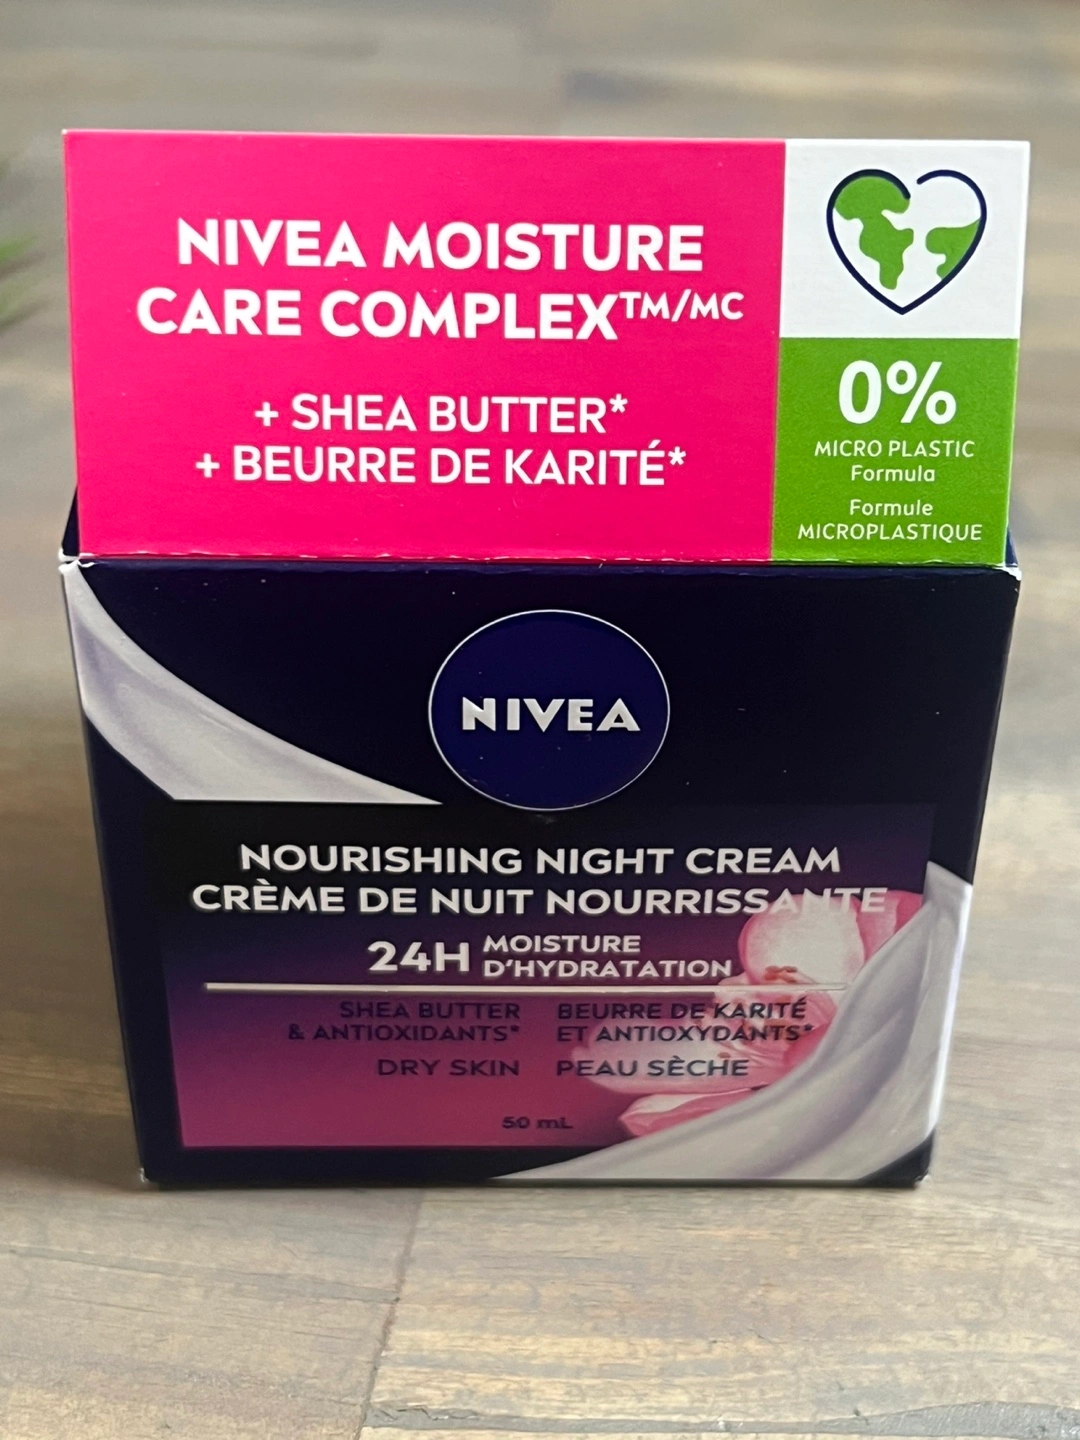 NIVEA MOISTURE
CARE COMPLEX™/MC
+ SHEA BUTTER*
+ BEURRE DE KARITÉ*
0%
MICRO PLASTIC
Formula
Formule
MICROPLASTIQUE
NIVEA
NOURISHING NIGHT CREAM
CRÈME DE NUIT NOURRISSANTE
24H MOISTURE
D'HYDRATATION
SHEA BUTTER
& ANTIOXIDANTS*
BEURRE DE KARITÉ
ET ANTIOXYDANTS*
DRY SKIN
PEAU SÈCHE
50 mL